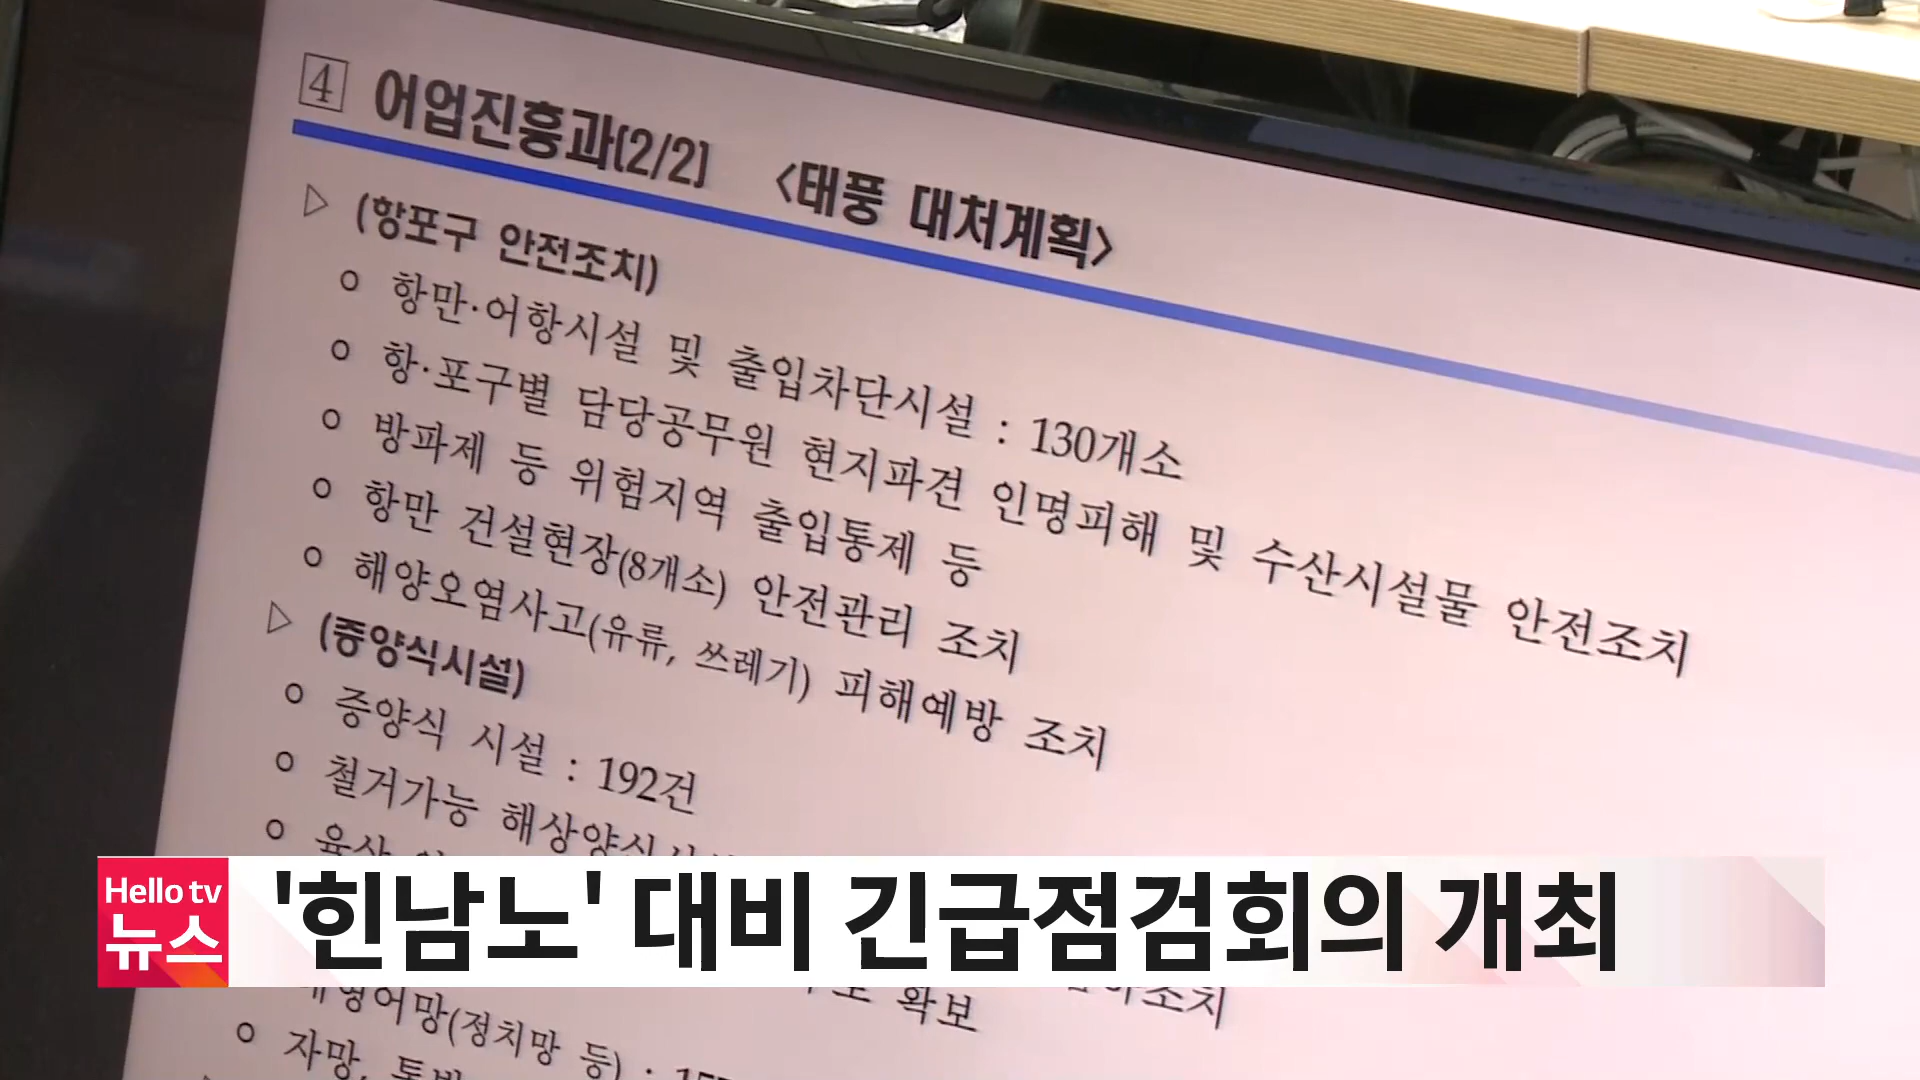 4 어업진흥과(2/2) <태풍 대처계획>
▷ (항포구 안전조치)
o 항만·어항시설 및 출입차단시설 : 130개소
o 항·포구별 담당공무원 현지파견 인명피해 및 수산시설물 안전조치
o 방파제 등 위험지역 출입통제 등
o 항만 건설현장(8개소) 안전관리 조치
o 해양오염사고(유류, 쓰레기) 피해예방 조치
▷ (증양식시설)
o 증양식 시설 : 192건
o 철거가능
Hello tv
뉴스
'힌남노' 대비 긴급점검회의 개최
확보
(정치망 등) :
o 자망,